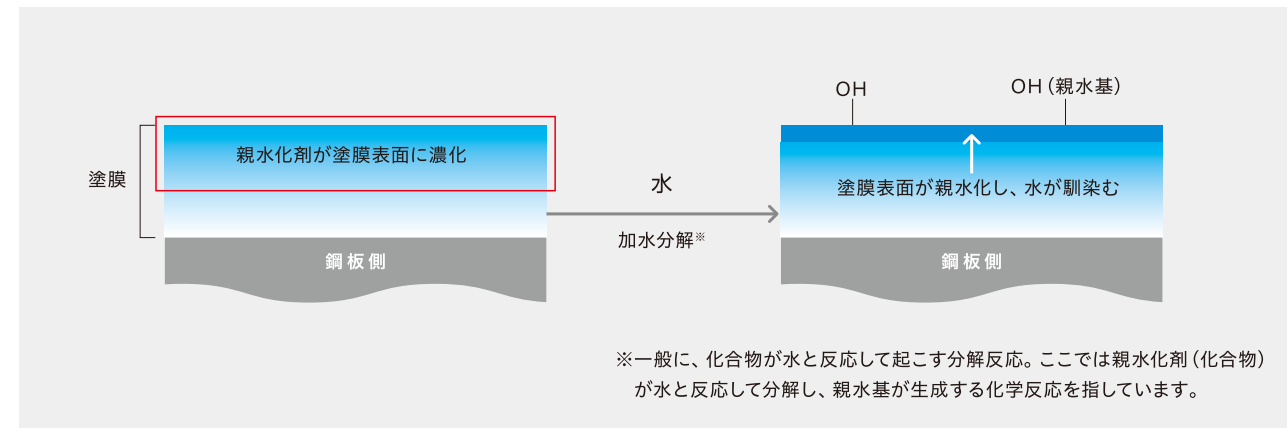 OH
OH（親水基）
親水化剤が塗膜表面に濃化
塗膜
水
塗膜表面が親水化し、水が馴染む
加水分解※
鋼板側
鋼板側
※一般に、化合物が水と反応して起こす分解反応。ここでは親水化剤（化合物）
が水と反応して分解し、親水基が生成する化学反応を指しています。